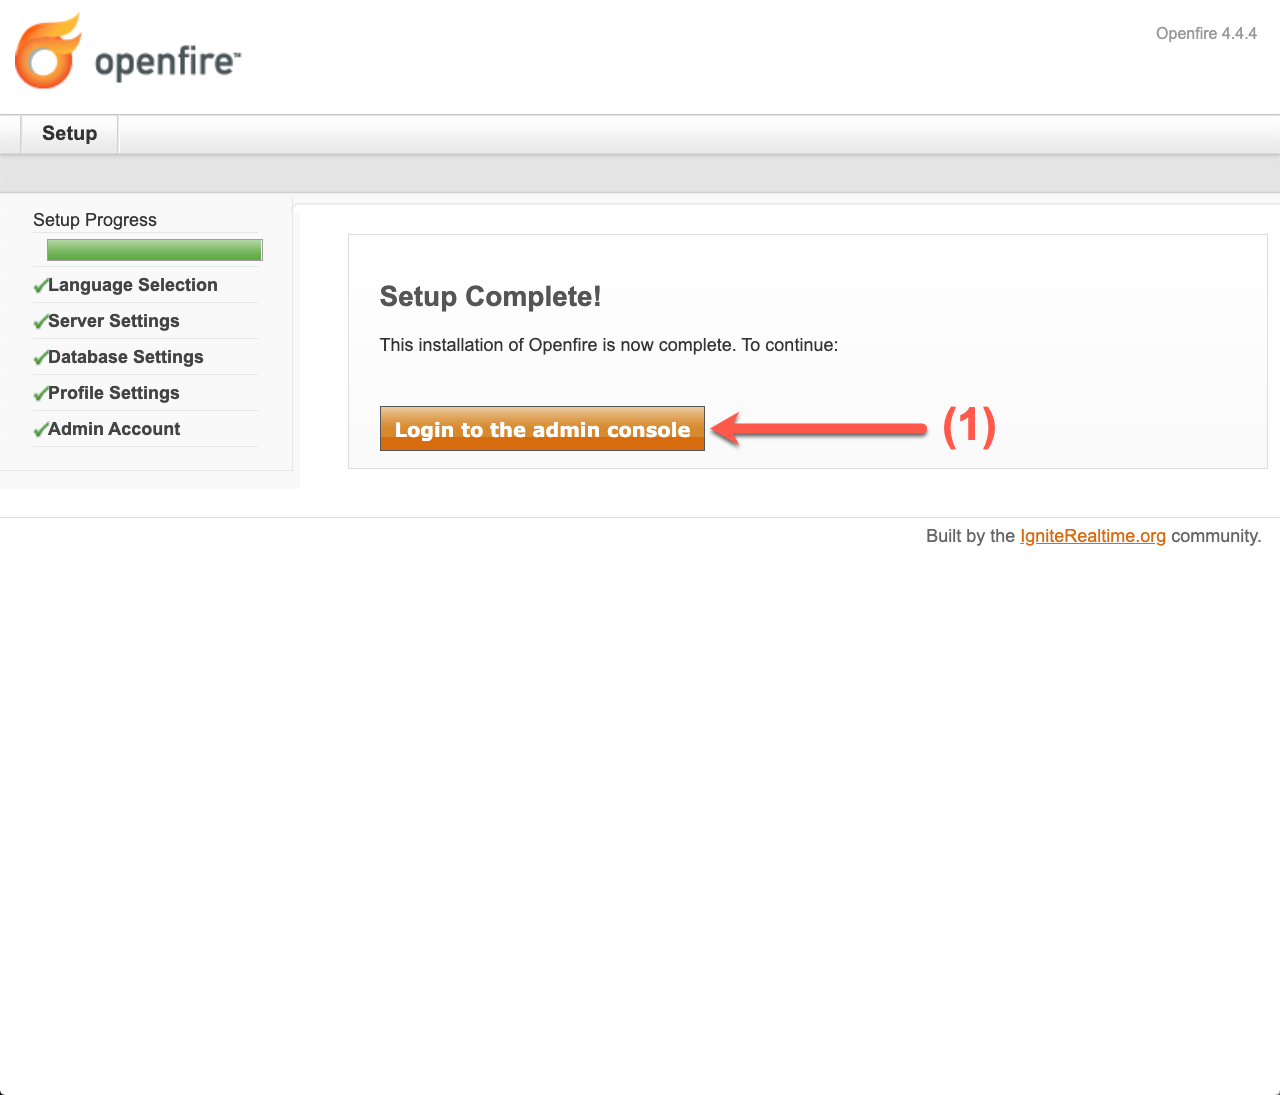 openfire™
Openfire 4.4.4
Setup
Setup Progress
Language Selection
Server Settings
Database Settings
Profile Settings
Admin Account
Setup Complete!
This installation of Openfire is now complete. To continue:
Login to the admin console
(1)
Built by the IgniteRealtime.org community.